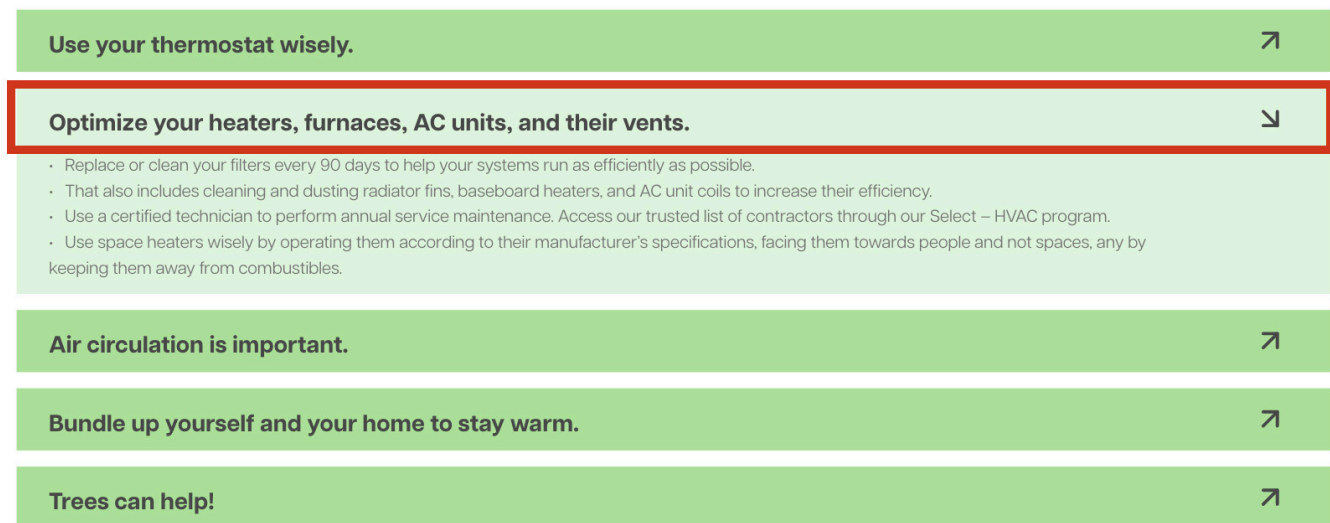 Use your thermostat wisely.
Optimize your heaters, furnaces, AC units, and their vents.
· Replace or clean your filters every 90 days to help your systems run as efficiently as possible.
· That also includes cleaning and dusting radiator fins, baseboard heaters, and AC unit coils to increase their efficiency.
· Use a certified technician to perform annual service maintenance. Access our trusted list of contractors through our Select – HVAC program.
· Use space heaters wisely by operating them according to their manufacturer’s specifications, facing them towards people and not spaces, any by
keeping them away from combustibles.
Air circulation is important.
Bundle up yourself and your home to stay warm.
Trees can help!